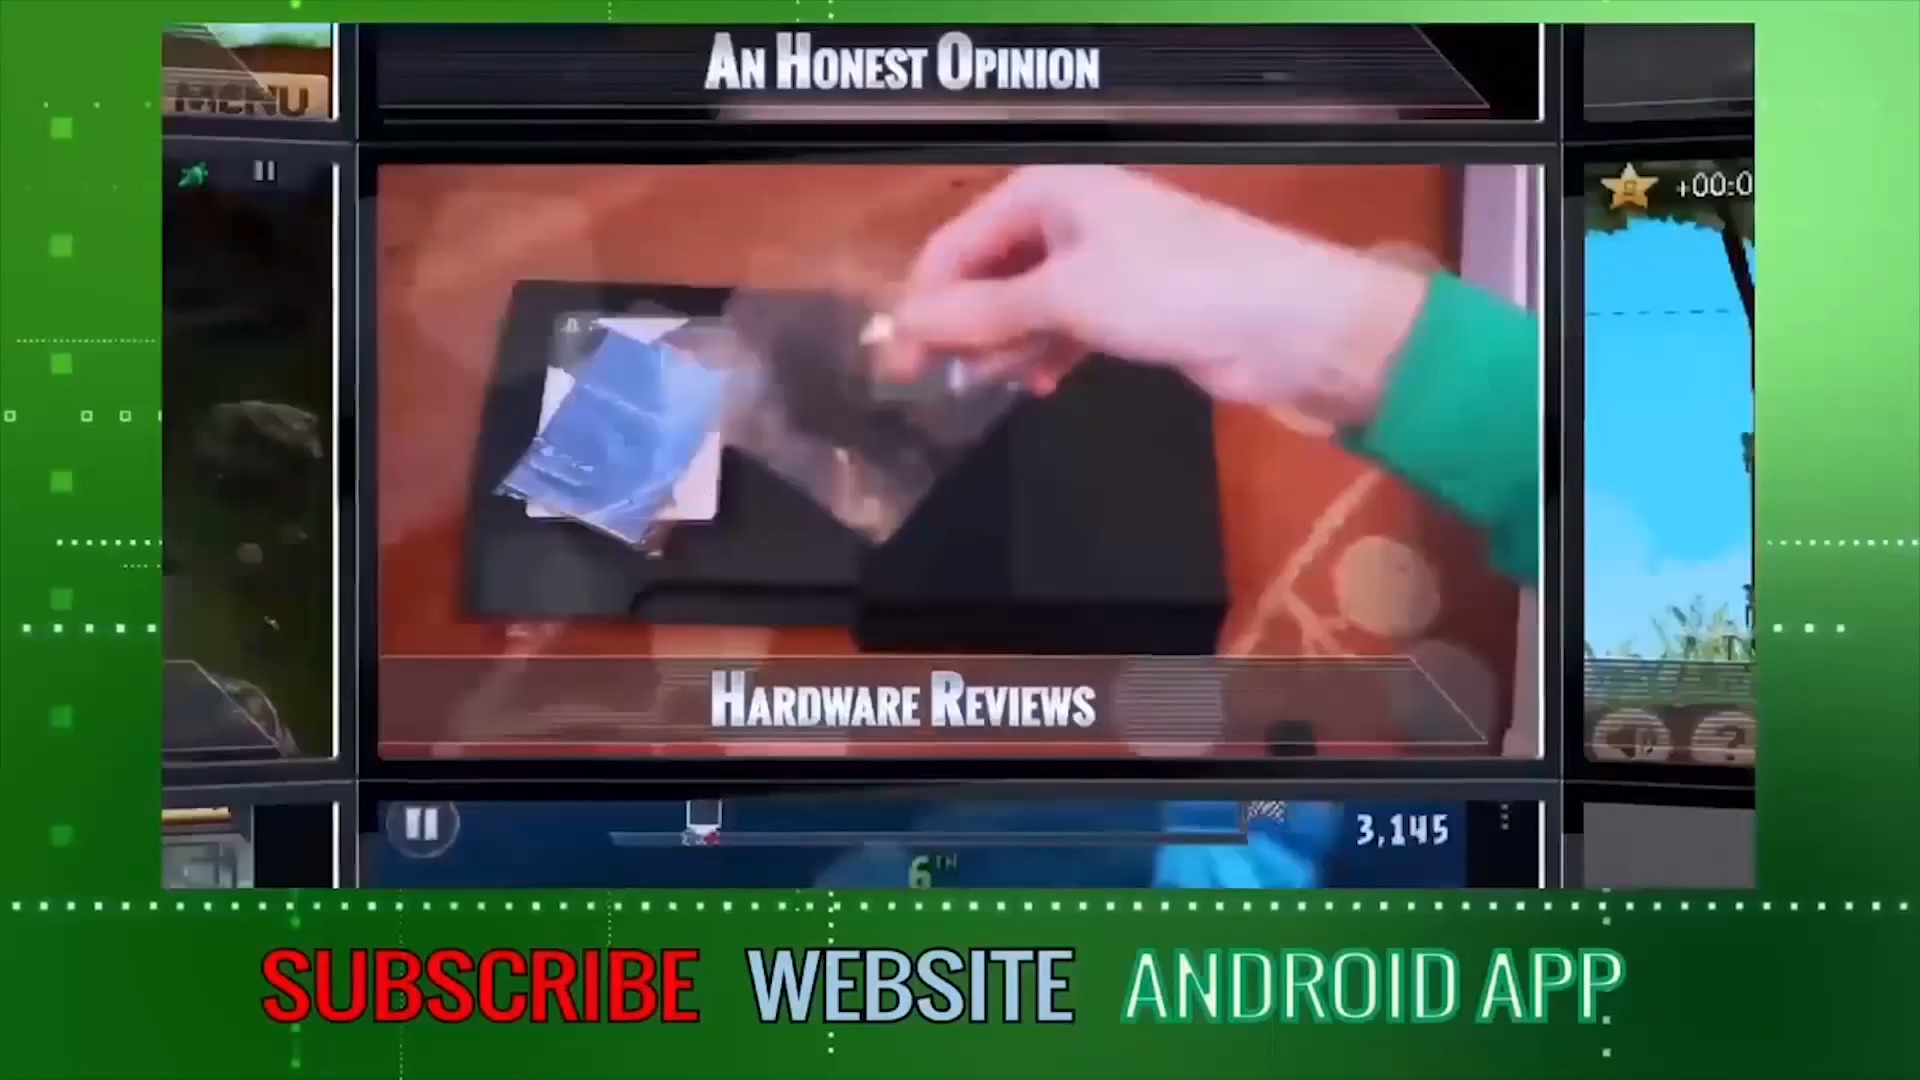 AN HONEST OPINION
MENU
+00:0
HARDWARE REVIEWS
3,145
6TH
SUBSCRIBE WEBSITE ANDROID APP